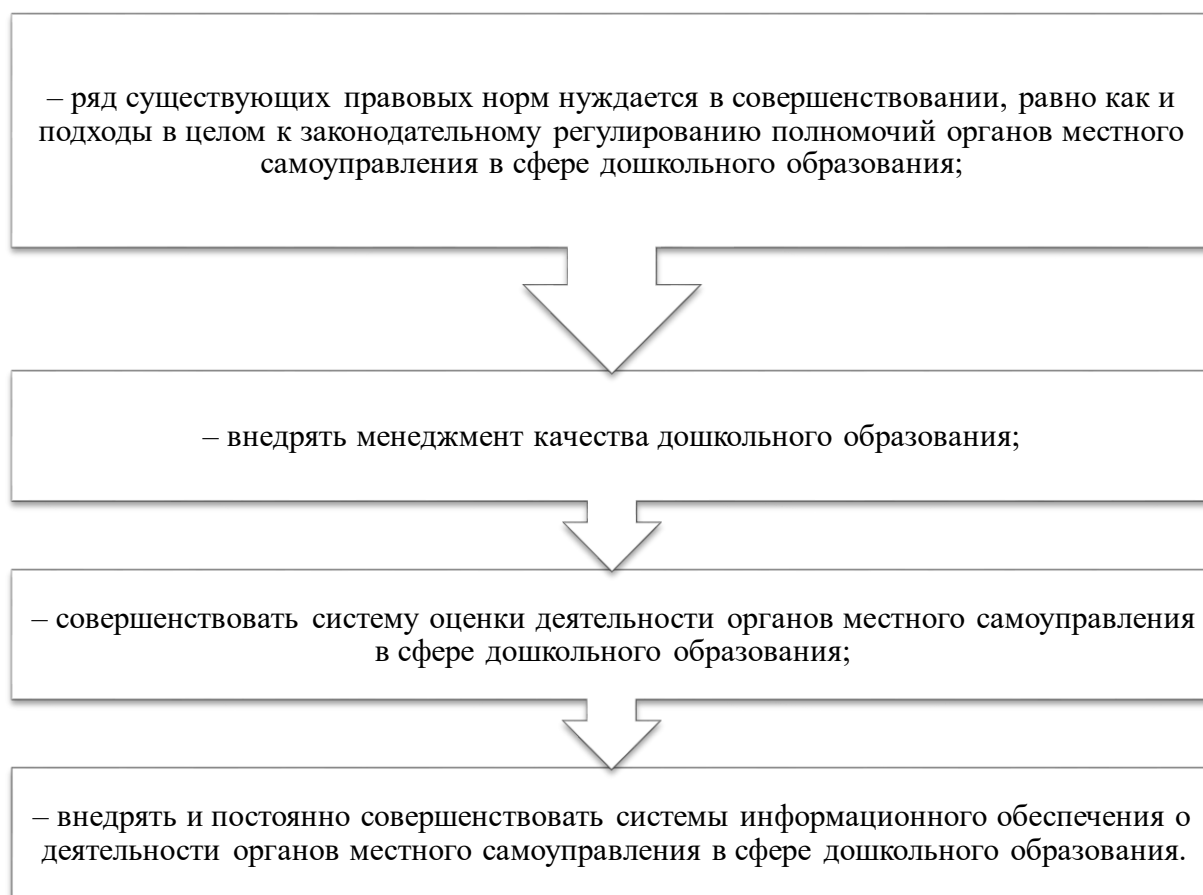 – ряд существующих правовых норм нуждается в совершенствовании, равно как и
подходы в целом к законодательному регулированию полномочий органов местного
самоуправления в сфере дошкольного образования;
– внедрять менеджмент качества дошкольного образования;
– совершенствовать систему оценки деятельности органов местного самоуправления
в сфере дошкольного образования;
– внедрять и постоянно совершенствовать системы информационного обеспечения о
деятельности органов местного самоуправления в сфере дошкольного образования.